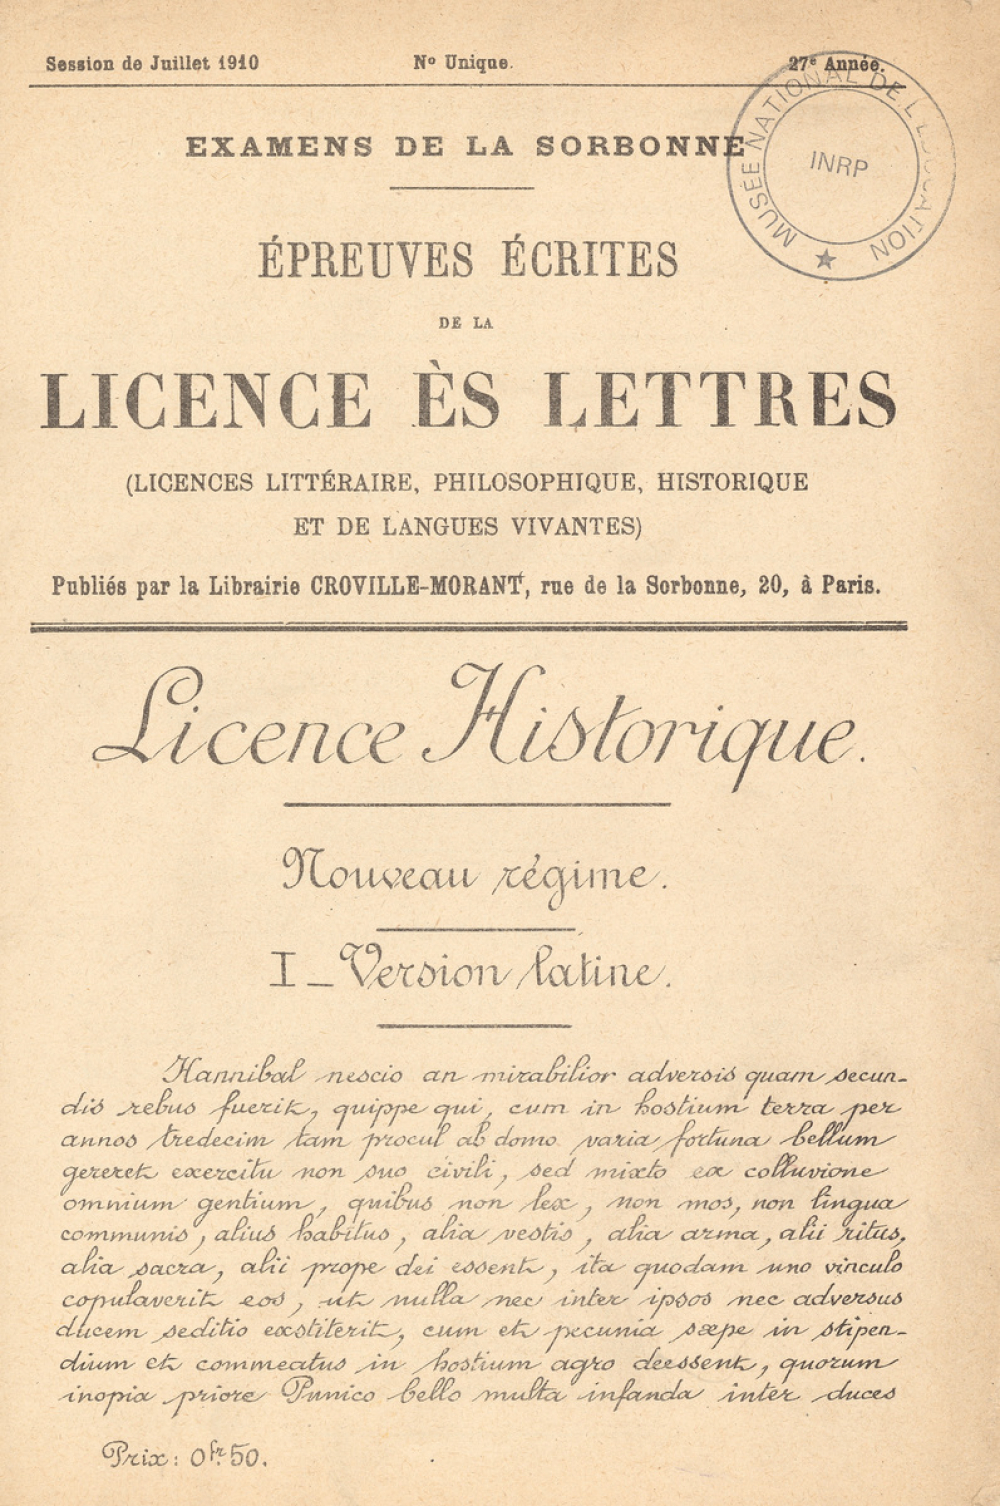 Session de Juillet 1910 Nº Unique. 27e Année.
MUSÉE NATIONAL DE L'ÉDUCATION
INRP
EXAMENS DE LA SORBONNE
ÉPREUVES ÉCRITES
DE LA
LICENCE ÈS LETTRES
(LICENCES LITTÉRAIRE, PHILOSOPHIQUE, HISTORIQUE
ET DE LANGUES VIVANTES)
Publiés par la Librairie CROVILLE-MORANT, rue de la Sorbonne, 20, à Paris.
Licence Historique.
Nouveau régime.
I _ Version latine.
Hannibal nescio an mirabilior adversis quam secun-
dis rebus fuerit, quippe qui, cum in hostium terra per
annos tredecim tam procul ab domo varia fortuna bellum
gereret exercitu non suo civili, sed mixto ex colluvione
omnium gentium, quibus non lex, non mos, non lingua
communis, alius habitus, alia vestis, alia arma, alii ritus,
alia sacra, alii prope dei essent, ita quodam uno vinculo
copulaverit eos, ut nulla nec inter ipsos nec adversus
ducem seditio exstiterit, cum et pecunia sæpe in stipen-
dium et commeatus in hostium agro deessent, quorum
inopia priore Punico bello multa infanda inter duces
Prix : 0fr.50.